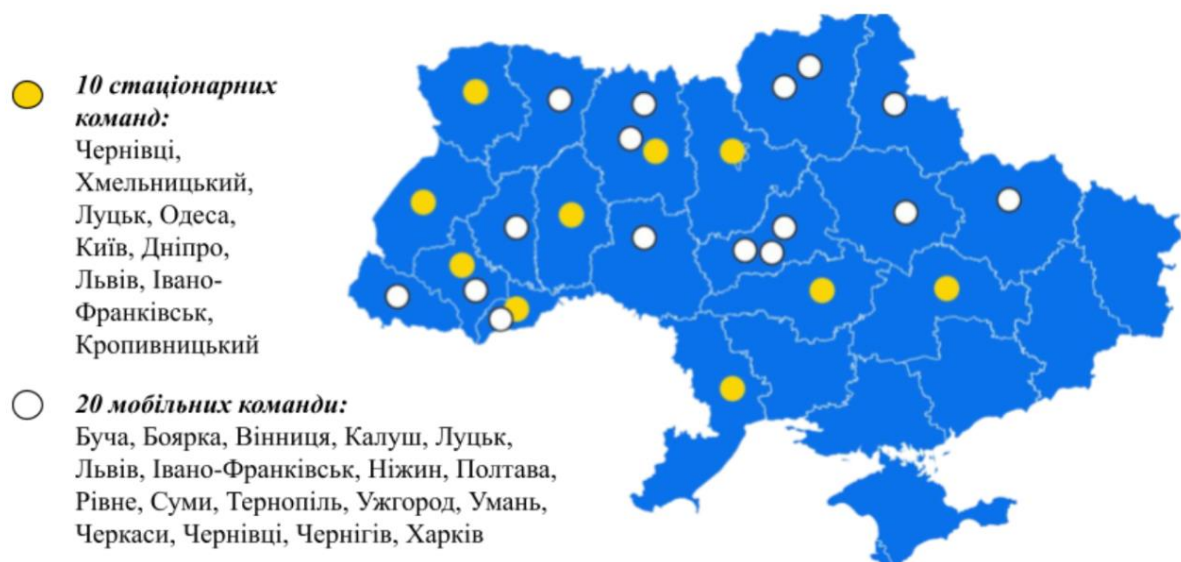 10 стаціонарних
команд:
Чернівці,
Хмельницький,
Луцьк, Одеса,
Київ, Дніпро,
Львів, Івано-
Франківськ,
Кропивницький
20 мобільних команди:
Буча, Боярка, Вінниця, Калуш, Луцьк,
Львів, Івано-Франківськ, Ніжин, Полтава,
Рівне, Суми, Тернопіль, Ужгород, Умань,
Черкаси, Чернівці, Чернігів, Харків